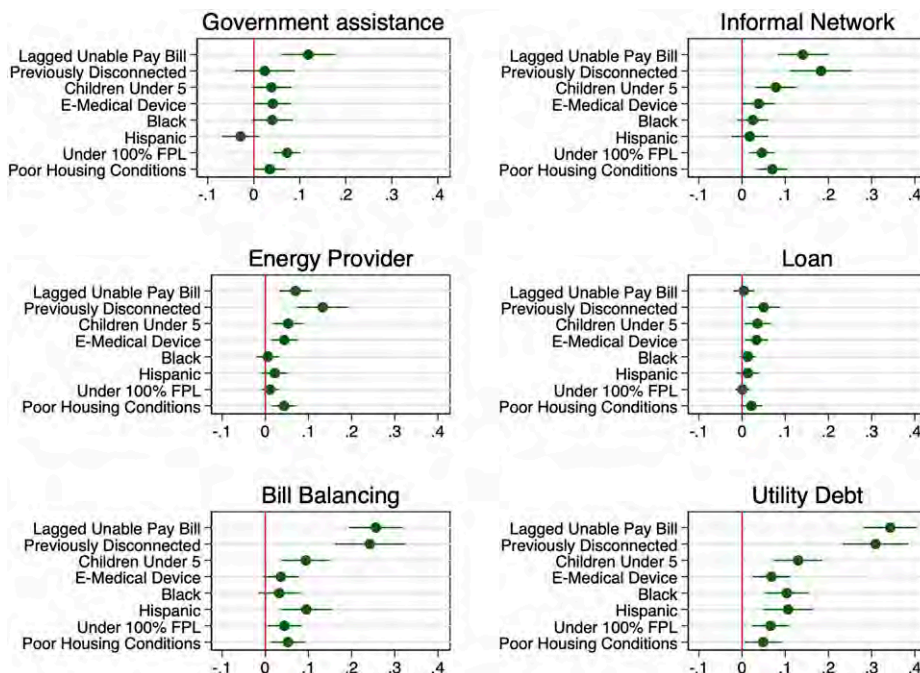 Government assistance
Lagged Unable Pay Bill
Previously Disconnected
Children Under 5
E-Medical Device
Black
Hispanic
Under 100% FPL
Poor Housing Conditions
-.1 0 .1 .2 .3 .4
Informal Network
Lagged Unable Pay Bill
Previously Disconnected
Children Under 5
E-Medical Device
Black
Hispanic
Under 100% FPL
Poor Housing Conditions
-.1 0 .1 .2 .3 .4
Energy Provider
Lagged Unable Pay Bill
Previously Disconnected
Children Under 5
E-Medical Device
Black
Hispanic
Under 100% FPL
Poor Housing Conditions
-.1 0 .1 .2 .3 .4
Loan
Lagged Unable Pay Bill
Previously Disconnected
Children Under 5
E-Medical Device
Black
Hispanic
Under 100% FPL
Poor Housing Conditions
-.1 0 .1 .2 .3 .4
Bill Balancing
Lagged Unable Pay Bill
Previously Disconnected
Children Under 5
E-Medical Device
Black
Hispanic
Under 100% FPL
Poor Housing Conditions
-.1 0 .1 .2 .3 .4
Utility Debt
Lagged Unable Pay Bill
Previously Disconnected
Children Under 5
E-Medical Device
Black
Hispanic
Under 100% FPL
Poor Housing Conditions
-.1 0 .1 .2 .3 .4